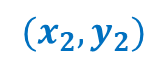 (x₂, y₂)